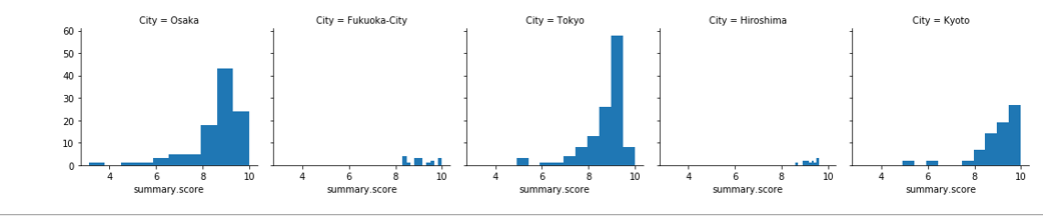 City = Osaka
City = Fukuoka-City
City = Tokyo
City = Hiroshima
City = Kyoto
60
50
40
30
20
10
0
4 6 8 10
4 6 8 10
4 6 8 10
4 6 8 10
4 6 8 10
summary.score
summary.score
summary.score
summary.score
summary.score